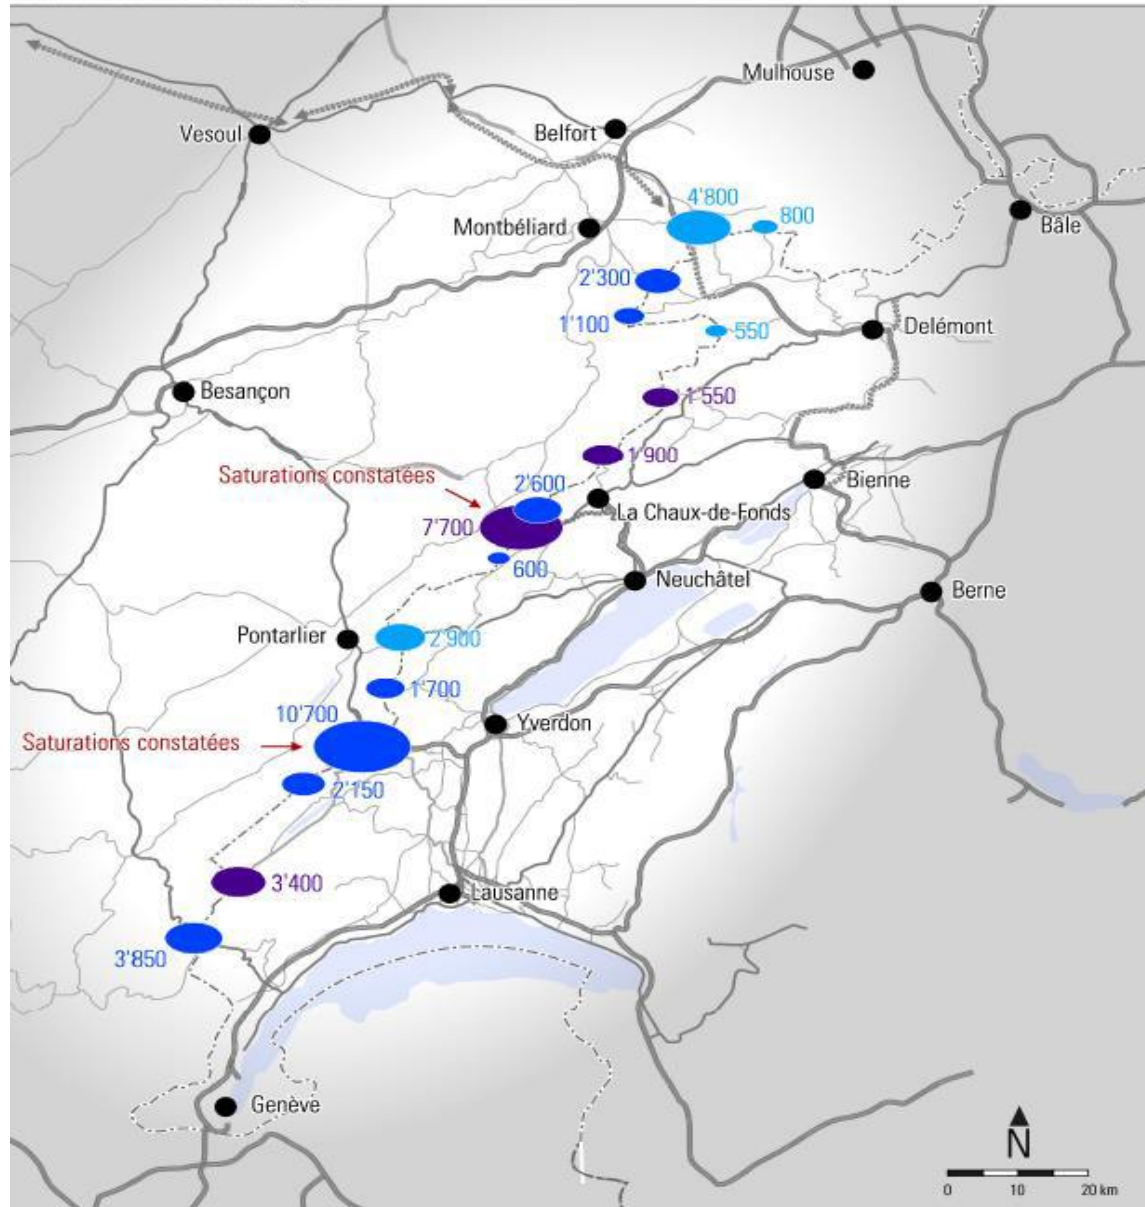 Mulhouse
Vesoul
Belfort
4'800
800
Montbéliard
Bâle
2'300
1'100
550
Delémont
Besançon
1'550
1'900
Saturations constatées
2'600
Bienne
7'700
La Chaux-de-Fonds
600
Neuchâtel
Berne
Pontarlier
2'900
1'700
10'700
Yverdon
Saturations constatées
2'150
3'400
Lausanne
3'850
Genève
N
0 10 20 km